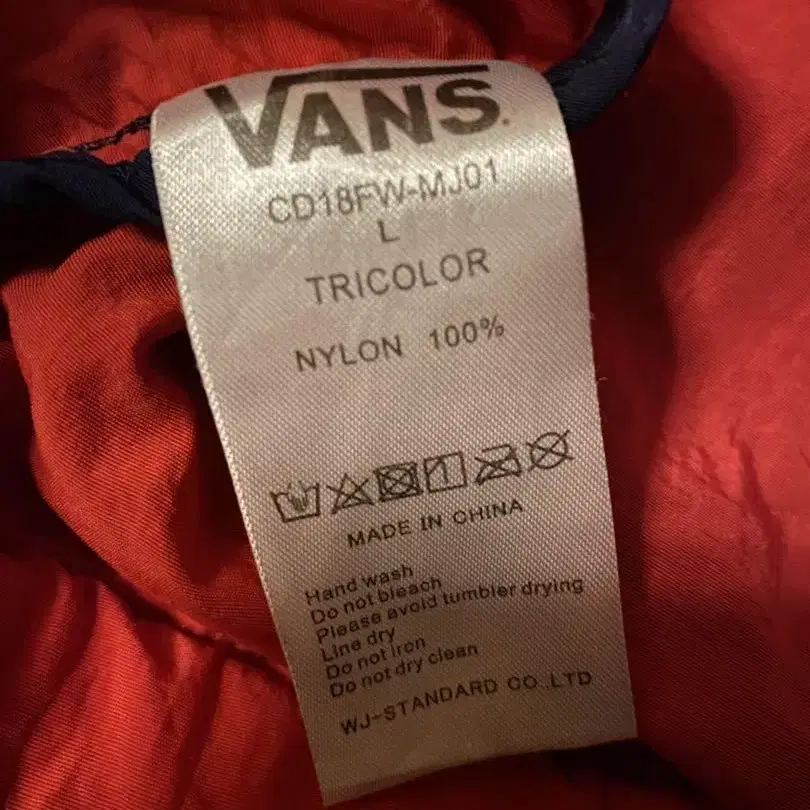 VANS
CD18FW-MJ01
L
TRICOLOR
NYLON 100%
1
MADE IN CHINA
Hand wash
Do not bleach
Please avoid tumbler drying
Line dry
Do not iron
Do not dry clean
WJ-STANDARD CO.,LTD